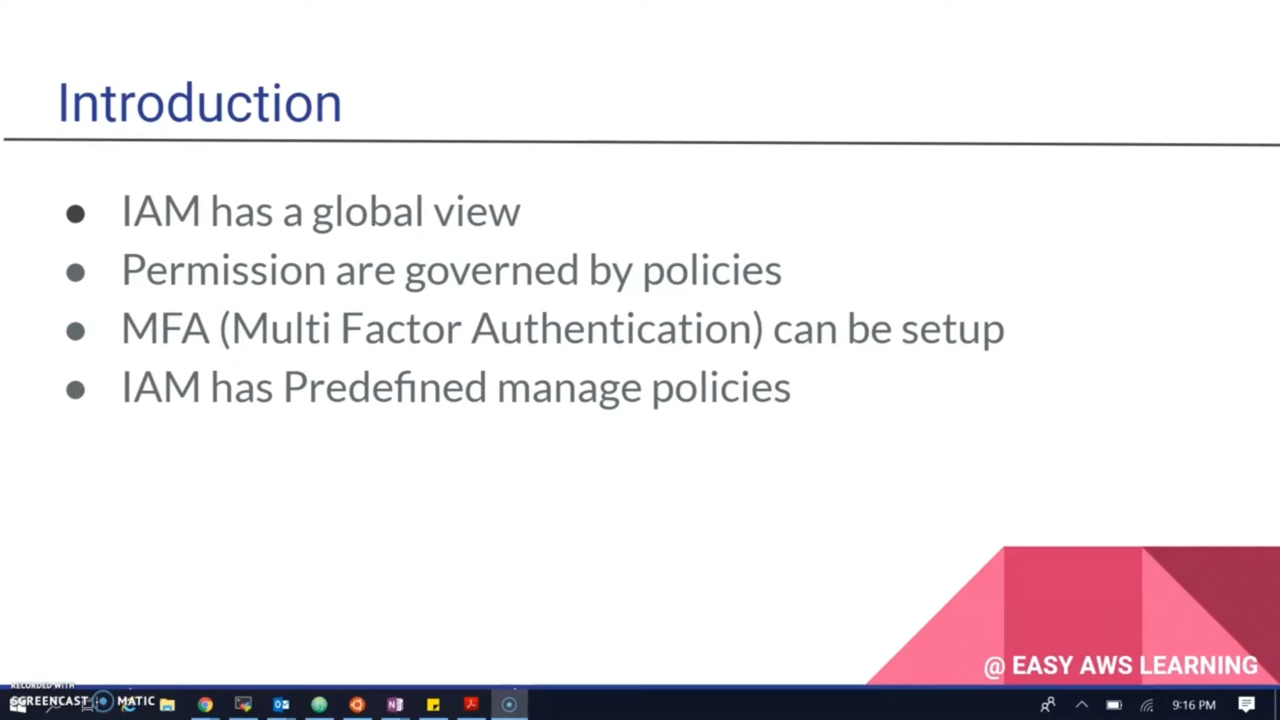 Introduction
● IAM has a global view
● Permission are governed by policies
● MFA (Multi Factor Authentication) can be setup
● IAM has Predefined manage policies
@ EASY AWS LEARNING
RECORDED WITH
SCREENCAST MATIC
9:16 PM